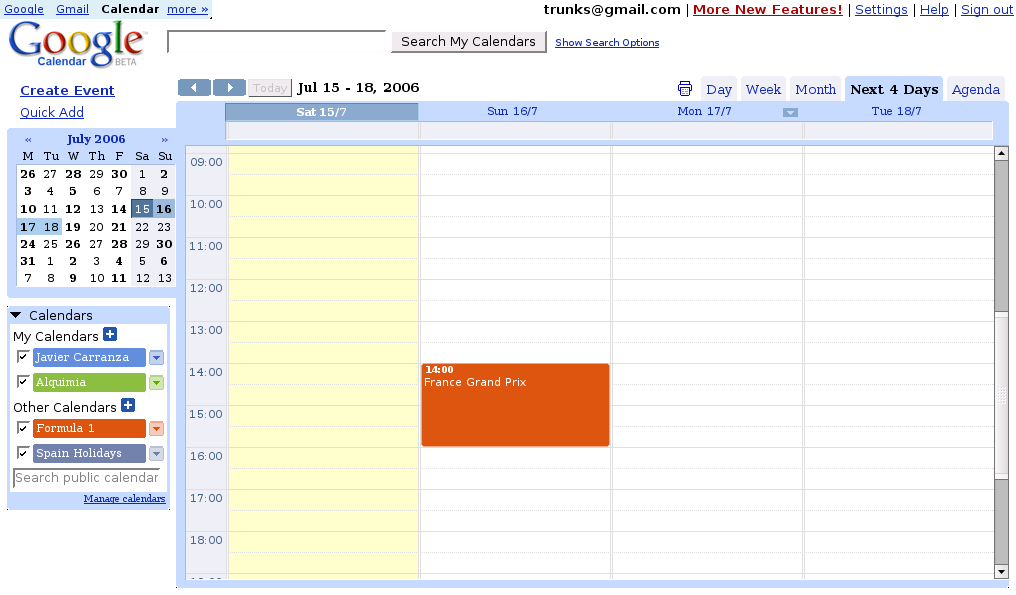 Google Gmail Calendar more »
trunks@gmail.com | More New Features! | Settings | Help | Sign out
Google
Calendar BETA
Search My Calendars
Show Search Options
Create Event
Quick Add
Today
Jul 15 - 18, 2006
Day
Week
Month
Next 4 Days
Agenda
« July 2006 »
M Tu W Th F Sa Su
26 27 28 29 30 1 2
3 4 5 6 7 8 9
10 11 12 13 14 15 16
17 18 19 20 21 22 23
24 25 26 27 28 29 30
31 1 2 3 4 5 6
7 8 9 10 11 12 13
Calendars
My Calendars
Javier Carranza
Alquimia
Other Calendars
Formula 1
Spain Holidays
Search public calendar
Manage calendars
Sat 15/7
Sun 16/7
Mon 17/7
Tue 18/7
09:00
10:00
11:00
12:00
13:00
14:00
15:00
16:00
17:00
18:00
14:00
France Grand Prix